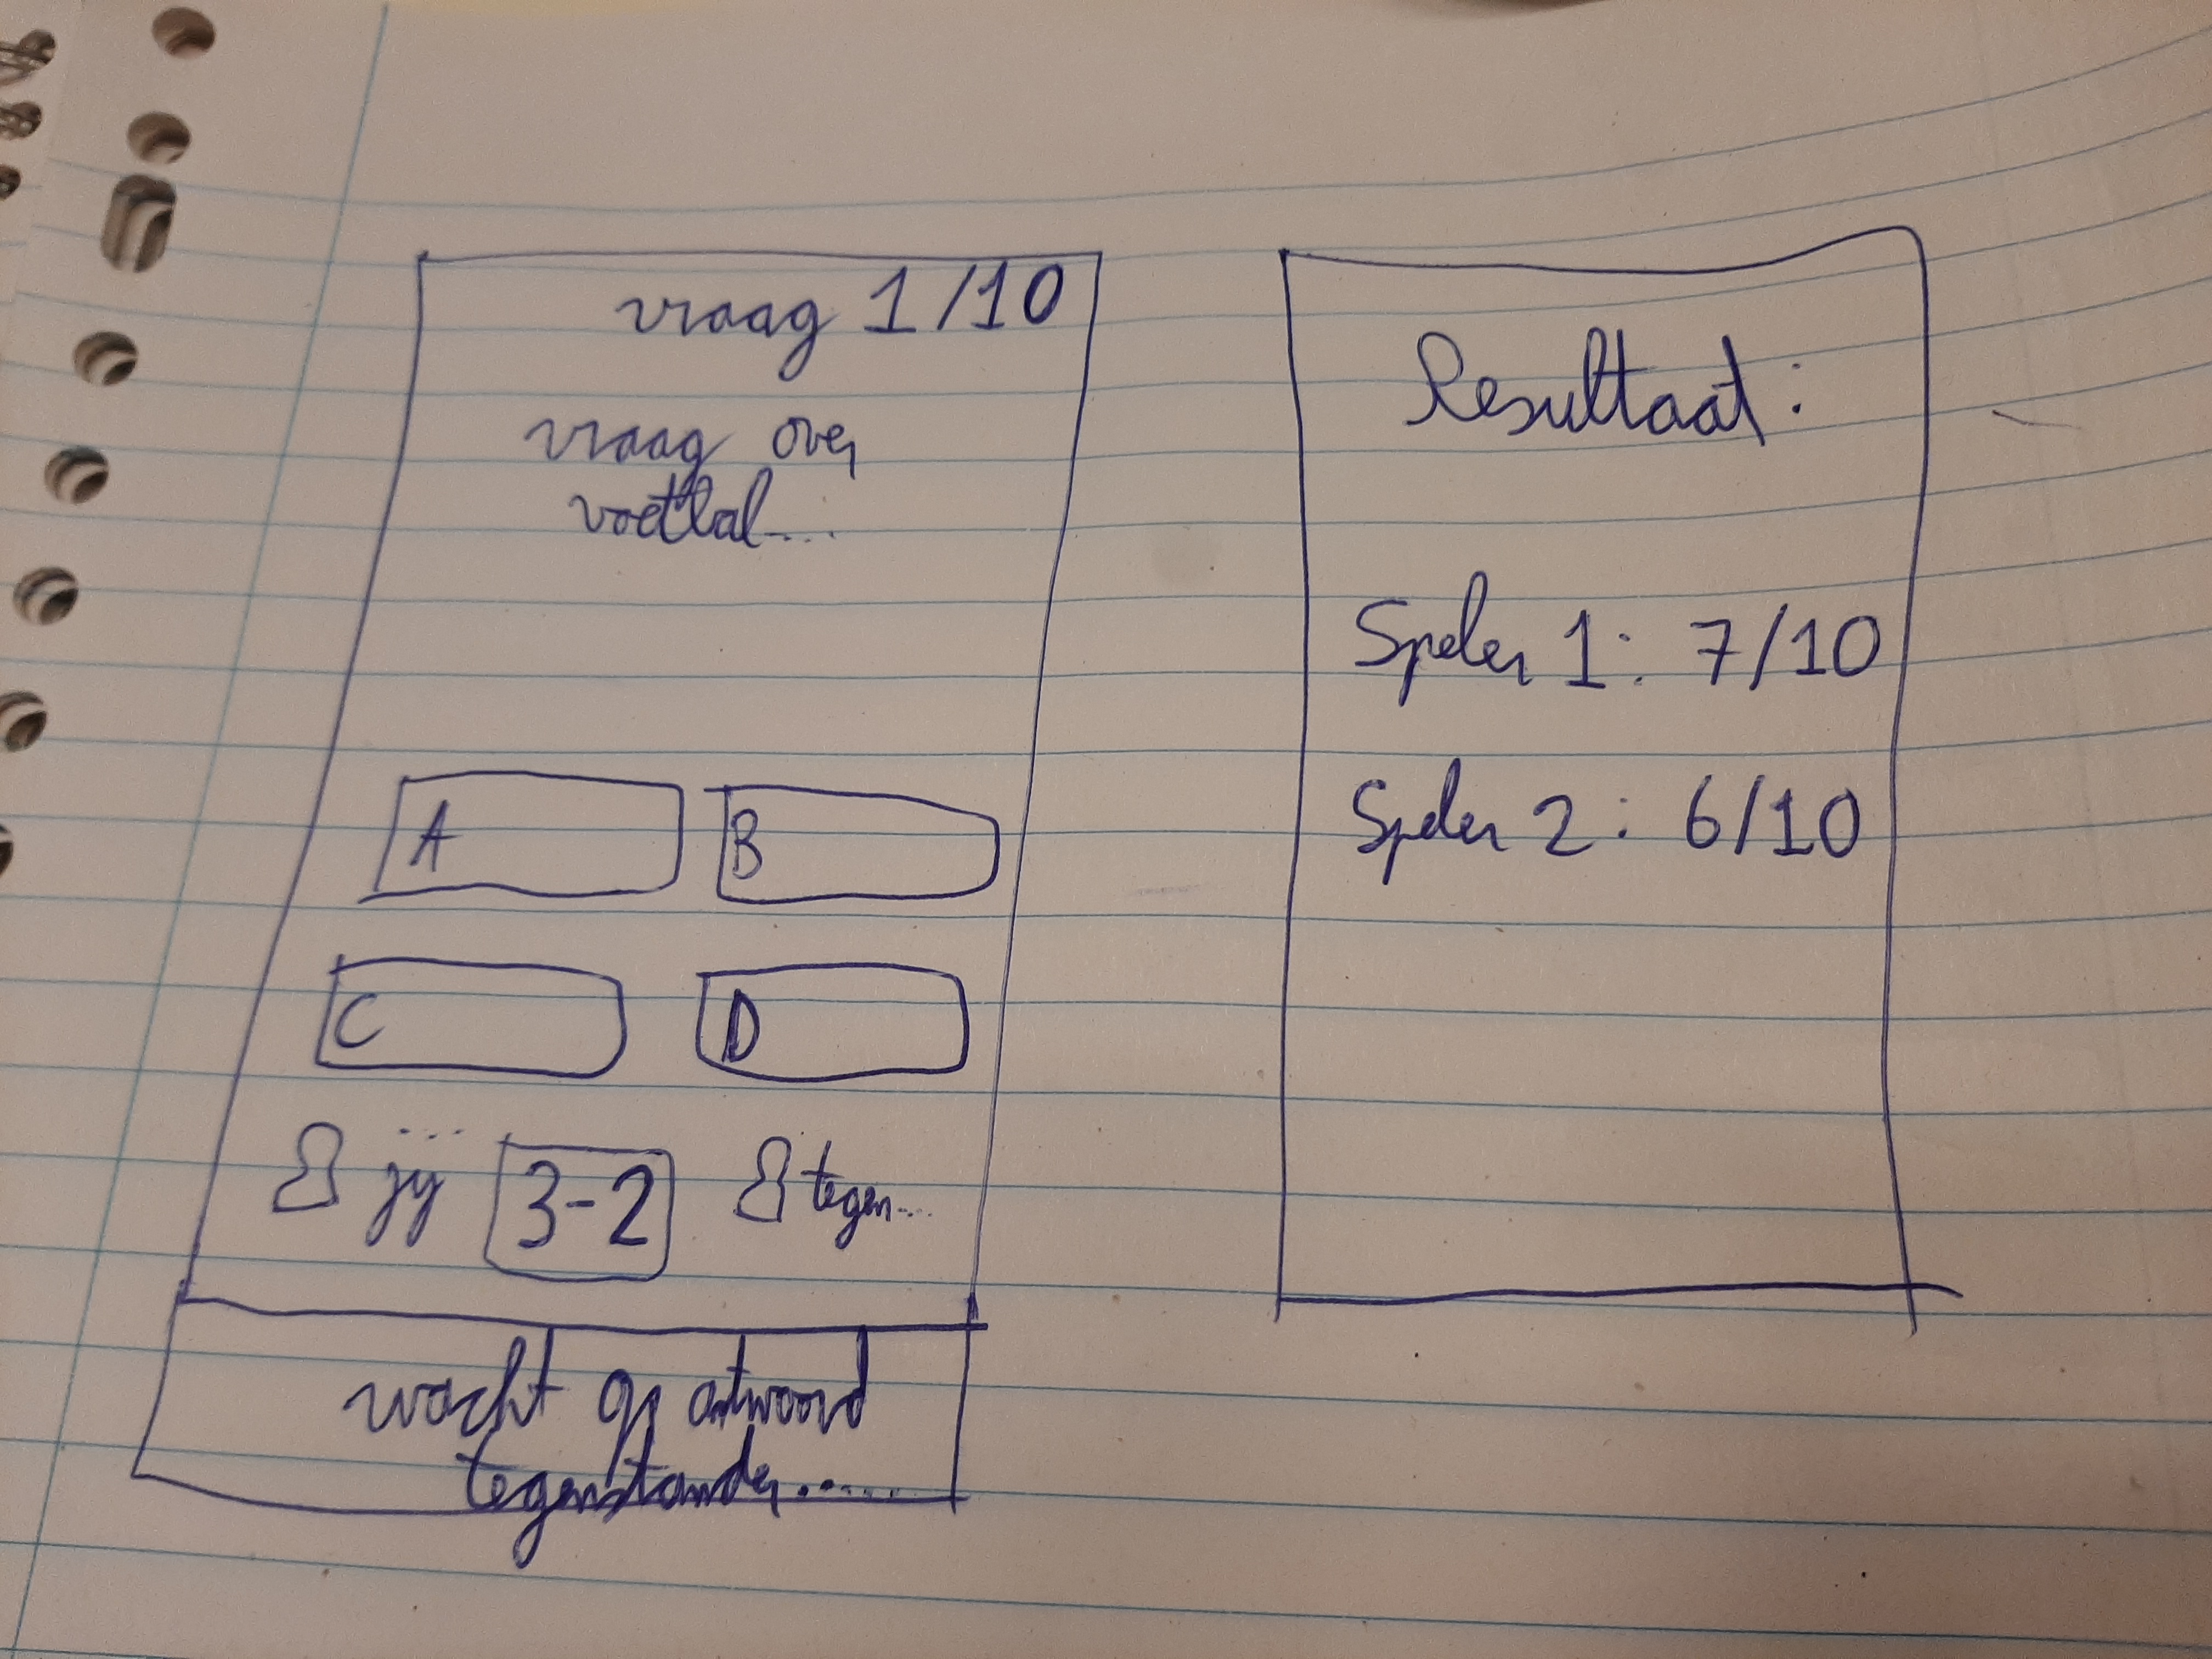 vraag 1/10
vraag over
voetbal....
A
B
C
D
jij...
3-2
tegen....
wacht op antwoord
tegenstander.....
Resultaat:
Speler 1: 7/10
Speler 2: 6/10